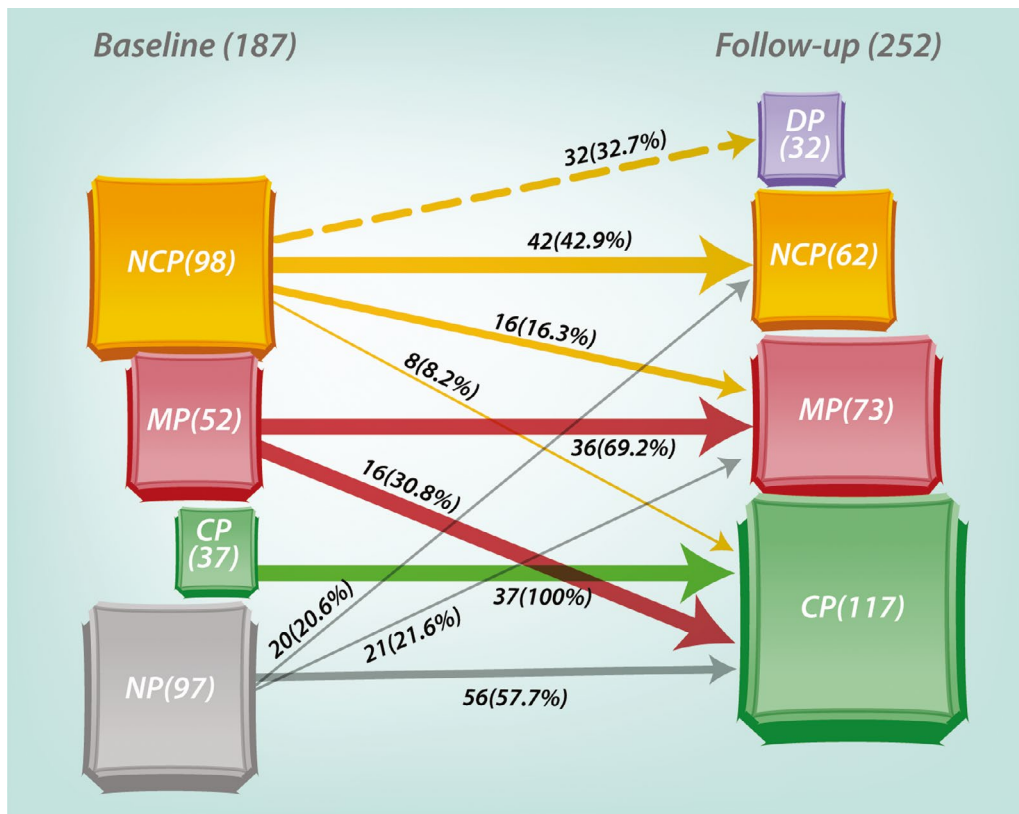 Baseline (187)
Follow-up (252)
DP
(32)
32(32.7%)
NCP(98)
42(42.9%)
NCP(62)
16(16.3%)
8(8.2%)
MP(52)
MP(73)
36(69.2%)
16(30.8%)
CP
(37)
37(100%)
CP(117)
20(20.6%)
21(21.6%)
NP(97)
56(57.7%)